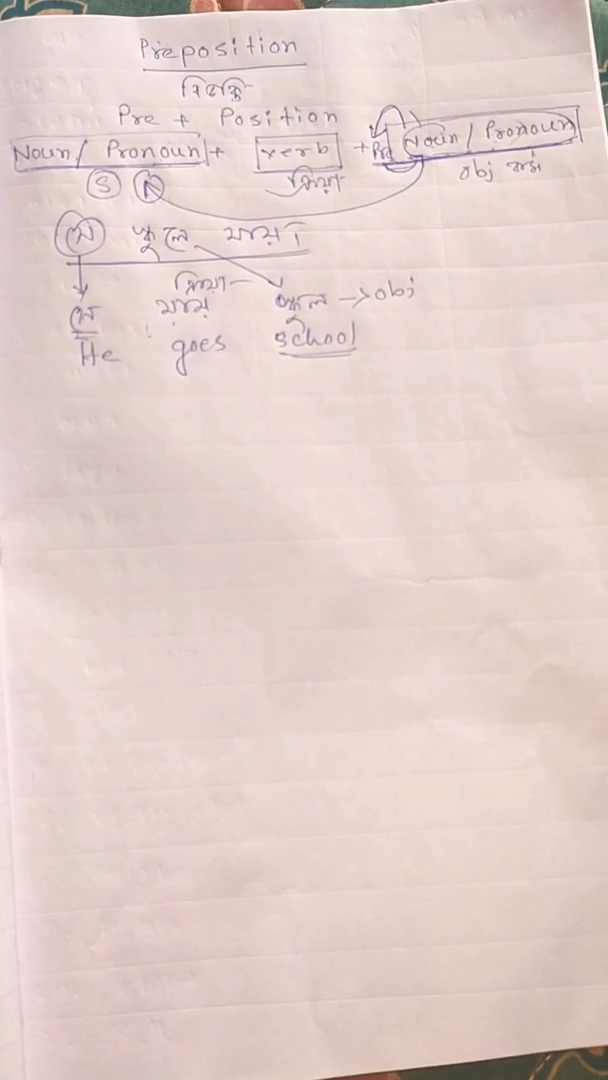 Preposition
বিভক্তি
Pre + Position
Noun / Pronoun + verb + Pre Noun / Pronoun
S N ক্রিয়া obj কর্ম
সে স্কুলে যায়।
ক্রিয়া
সে যায় স্কুল → obj
He goes school